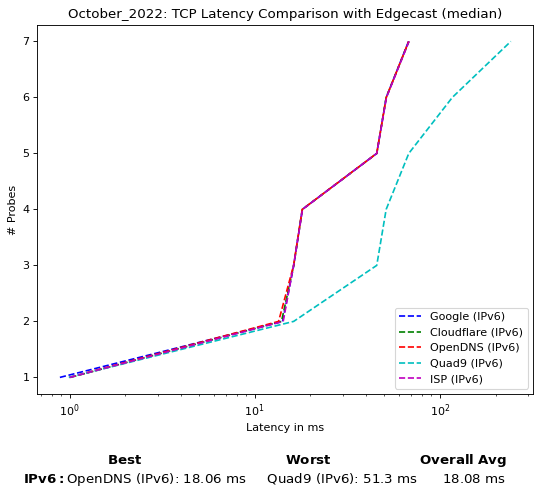 October_2022: TCP Latency Comparison with Edgecast (median)
7
6
5
4
3
2
1
# Probes
10^0
10^1
10^2
Latency in ms
Google (IPv6)
Cloudflare (IPv6)
OpenDNS (IPv6)
Quad9 (IPv6)
ISP (IPv6)
Best Worst Overall Avg
IPv6: OpenDNS (IPv6): 18.06 ms Quad9 (IPv6): 51.3 ms 18.08 ms